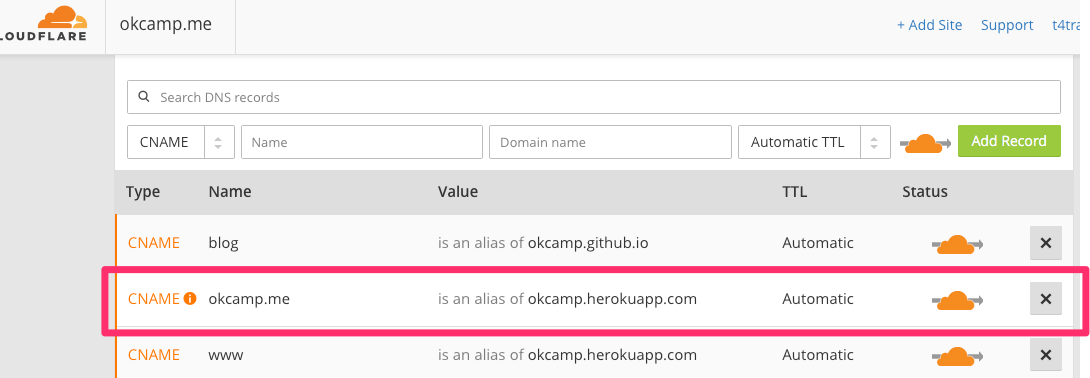 okcamp.me
+ Add Site Support
LOUDFLARE
Search DNS records
CNAME Name Domain name Automatic TTL Add Record
Type Name Value TTL Status
CNAME blog is an alias of okcamp.github.io Automatic
CNAME okcamp.me is an alias of okcamp.herokuapp.com Automatic
CNAME www is an alias of okcamp.herokuapp.com Automatic